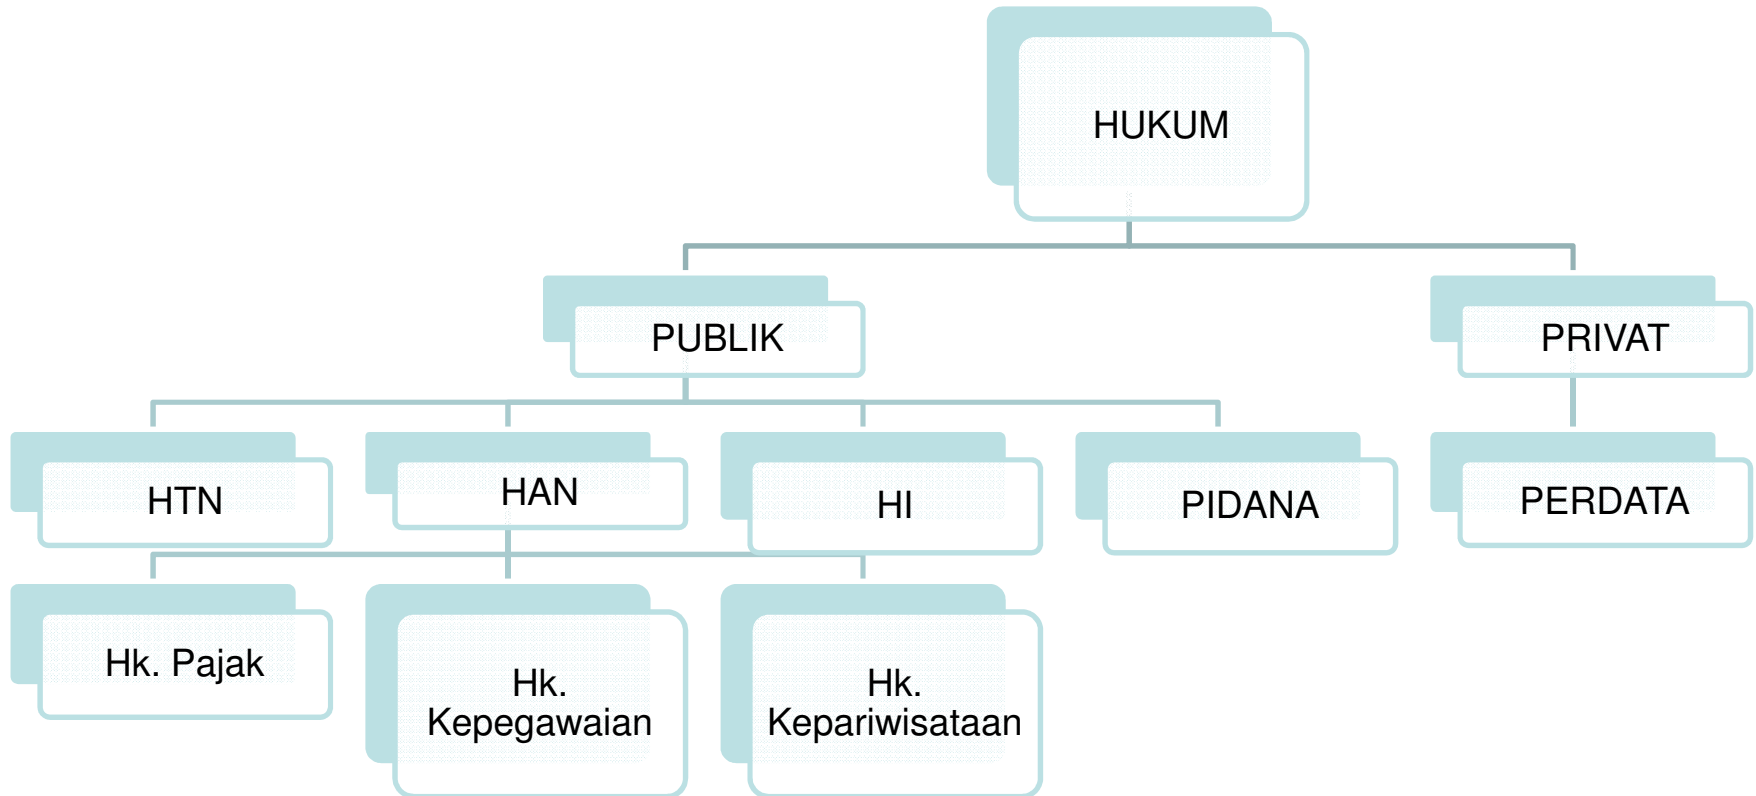 HUKUM
PUBLIK
PRIVAT
HTN
HAN
HI
PIDANA
PERDATA
Hk. Pajak
Hk.
Kepegawaian
Hk.
Kepariwisataan